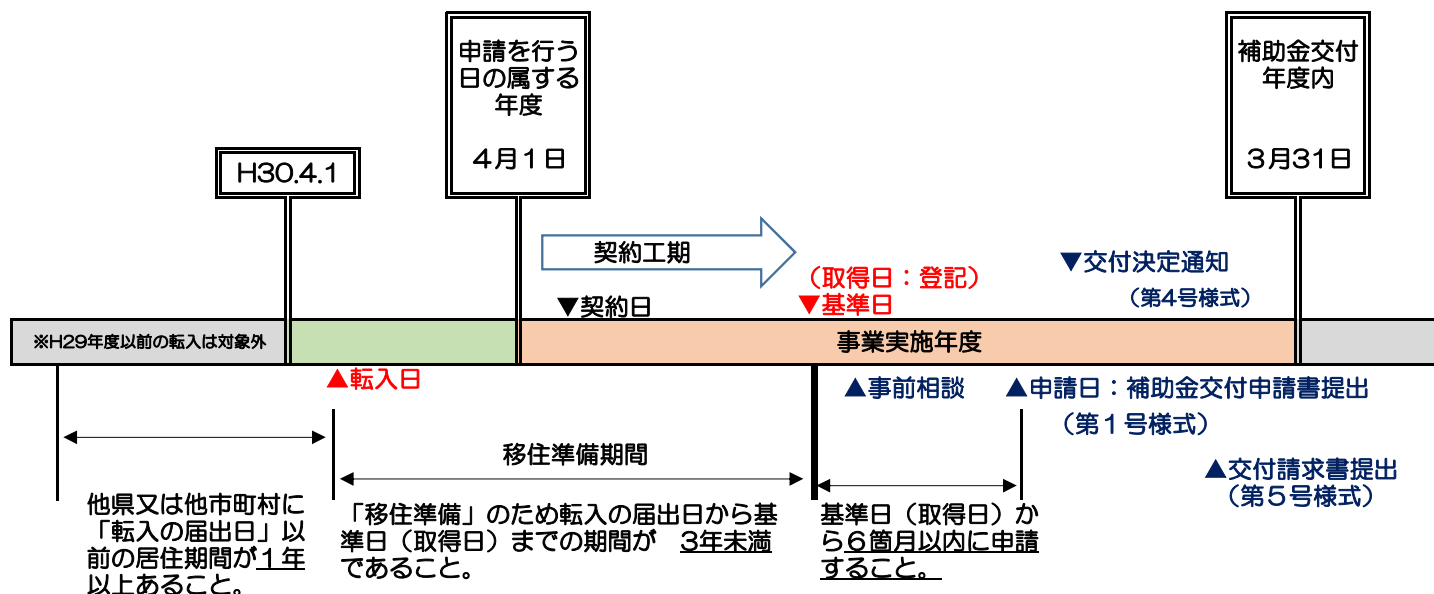 申請を行う
日の属する
年度
４月１日
補助金交付
年度内
３月31日
H30.4.1
契約工期
▼契約日
（取得日：登記）
▼基準日
▼交付決定通知
（第4号様式）
※H29年度以前の転入は対象外
事業実施年度
▲転入日
▲事前相談
▲申請日：補助金交付申請書提出
（第１号様式）
移住準備期間
▲交付請求書提出
（第５号様式）
他県又は他市町村に
「転入の届出日」以
前の居住期間が１年
以上あること。
「移住準備」のため転入の届出日から基
準日（取得日）までの期間が　3年未満
であること。
基準日（取得日）か
ら６箇月以内に申請
すること。